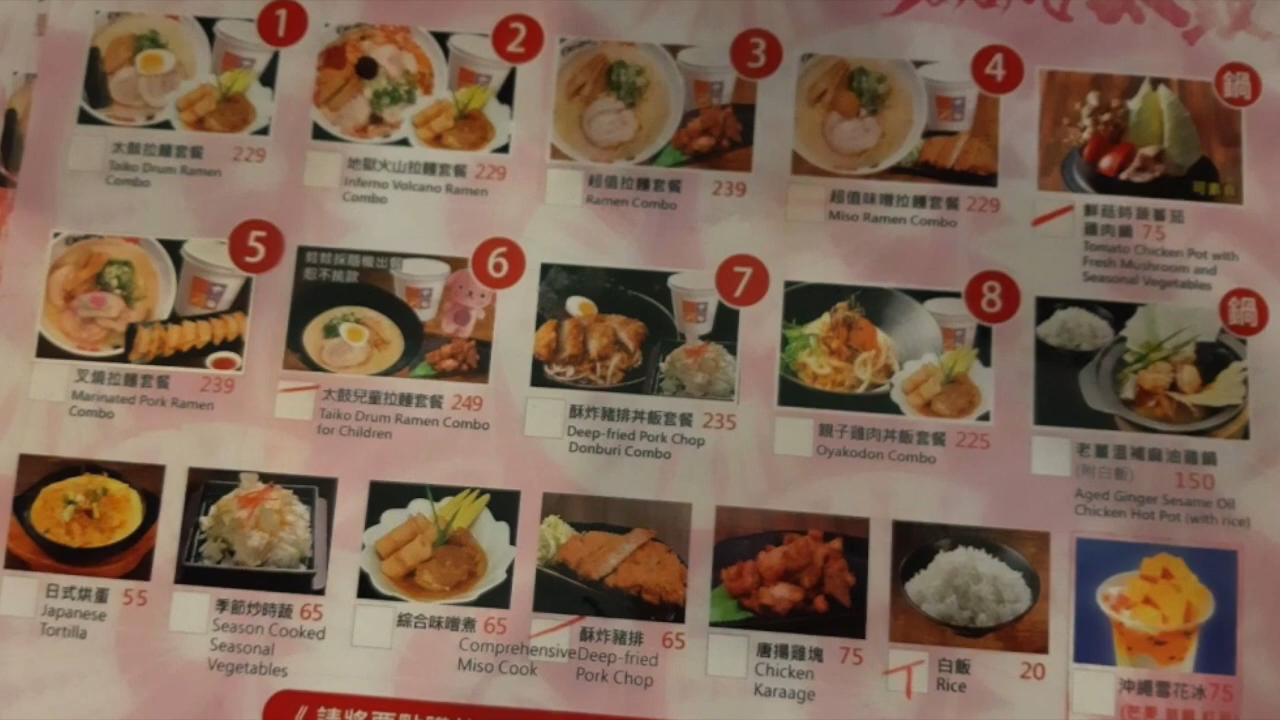 1
2
3
4
鍋
太鼓拉麵套餐 229
Taiko Drum Ramen
Combo
地獄火山拉麵套餐 229
Inferno Volcano Ramen
Combo
超值拉麵套餐 239
Ramen Combo
超值味噌拉麵套餐 229
Miso Ramen Combo
可素食
鮮菇時蔬蕃茄
雞肉鍋 75
Tomato Chicken Pot with
Fresh Mushroom and
Seasonal Vegetables
5
6
7
8
鍋
叉燒拉麵套餐 239
Marinated Pork Ramen
Combo
恕不挑款
太鼓兒童拉麵套餐 249
Taiko Drum Ramen Combo
for Children
酥炸豬排丼飯套餐 235
Deep-fried Pork Chop
Donburi Combo
親子雞肉丼飯套餐 225
Oyakodon Combo
老薑溫補麻油雞鍋
(附白飯) 150
Aged Ginger Sesame Oil
Chicken Hot Pot (with rice)
日式烘蛋 55
Japanese
Tortilla
季節炒時蔬 65
Season Cooked
Seasonal
Vegetables
綜合味噌煮 65
Comprehensive
Miso Cook
酥炸豬排 65
Deep-fried
Pork Chop
唐揚雞塊 75
Chicken
Karaage
白飯 20
Rice
沖繩雪花冰 75